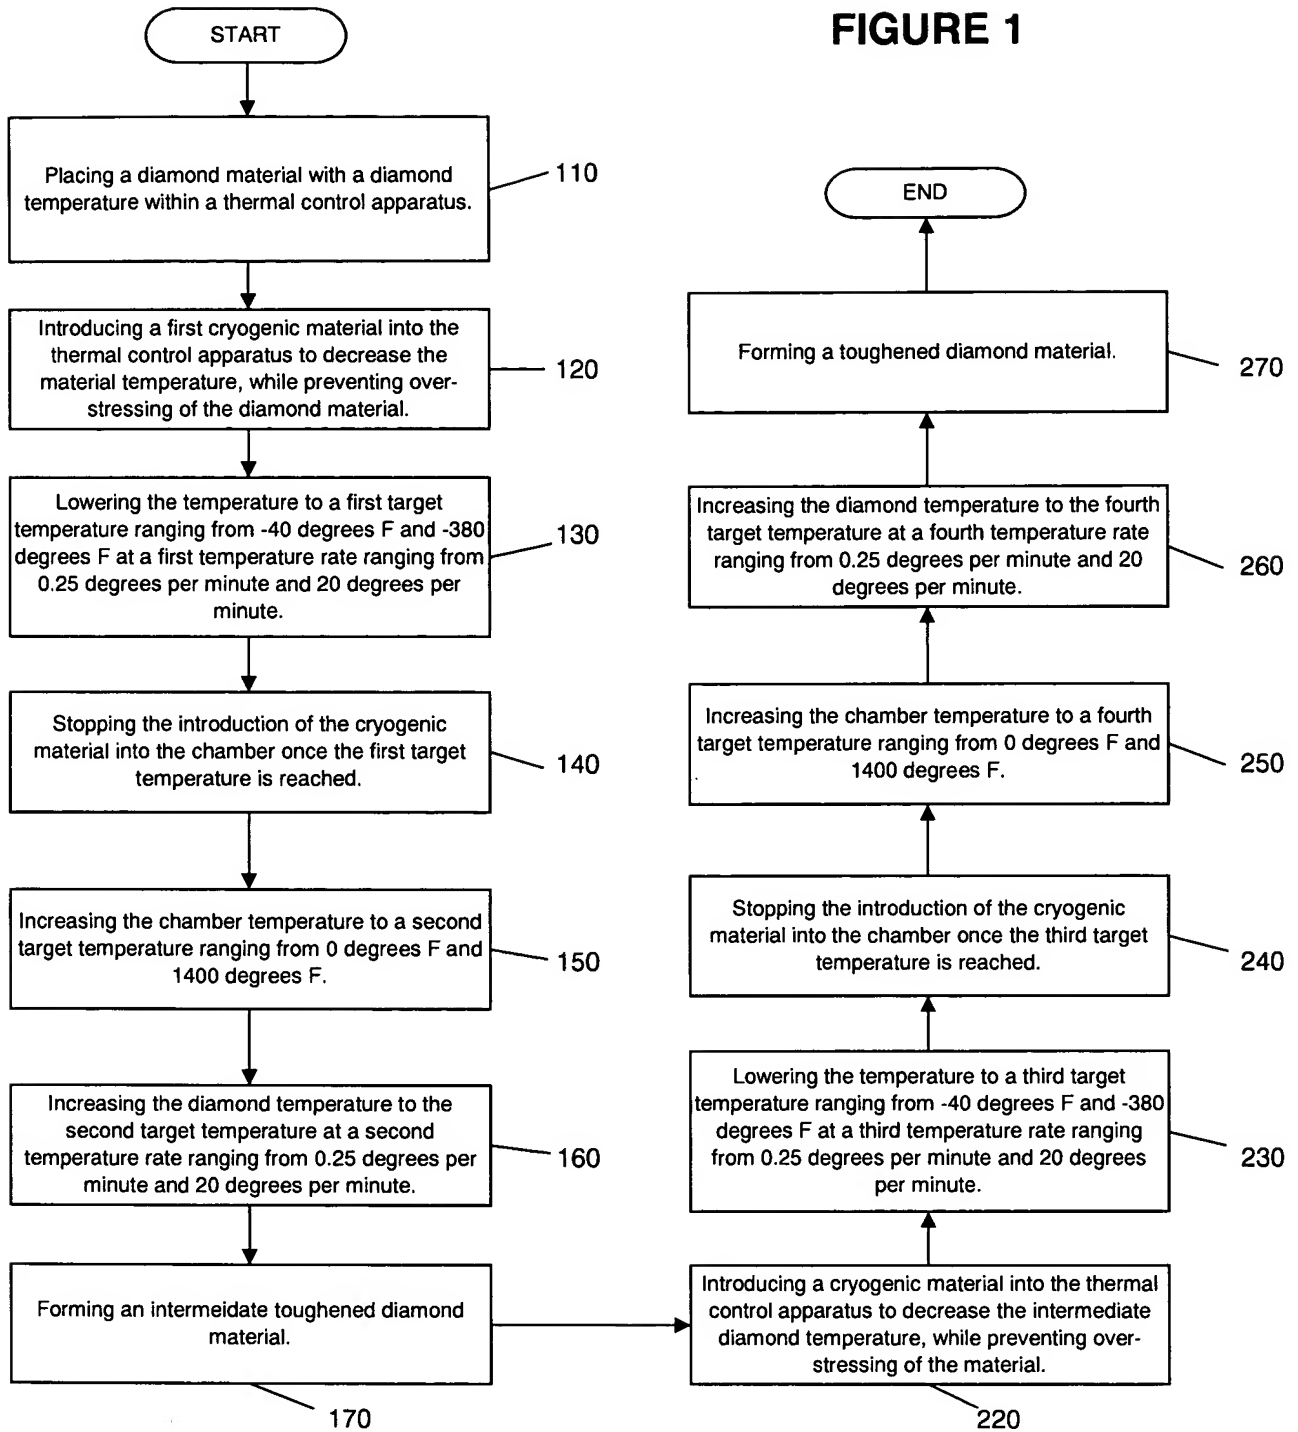 FIGURE 1
START
Placing a diamond material with a diamond
temperature within a thermal control apparatus.
110
Introducing a first cryogenic material into the
thermal control apparatus to decrease the
material temperature, while preventing over-
stressing of the diamond material.
120
Lowering the temperature to a first target
temperature ranging from -40 degrees F and -380
degrees F at a first temperature rate ranging from
0.25 degrees per minute and 20 degrees per
minute.
130
Stopping the introduction of the cryogenic
material into the chamber once the first target
temperature is reached.
140
Increasing the chamber temperature to a second
target temperature ranging from 0 degrees F and
1400 degrees F.
150
Increasing the diamond temperature to the
second target temperature at a second
temperature rate ranging from 0.25 degrees per
minute and 20 degrees per minute.
160
Forming an intermeidate toughened diamond
material.
170
Introducing a cryogenic material into the thermal
control apparatus to decrease the intermediate
diamond temperature, while preventing over-
stressing of the material.
220
Lowering the temperature to a third target
temperature ranging from -40 degrees F and -380
degrees F at a third temperature rate ranging
from 0.25 degrees per minute and 20 degrees
per minute.
230
Stopping the introduction of the cryogenic
material into the chamber once the third target
temperature is reached.
240
Increasing the chamber temperature to a fourth
target temperature ranging from 0 degrees F and
1400 degrees F.
250
Increasing the diamond temperature to the fourth
target temperature at a fourth temperature rate
ranging from 0.25 degrees per minute and 20
degrees per minute.
260
Forming a toughened diamond material.
270
END